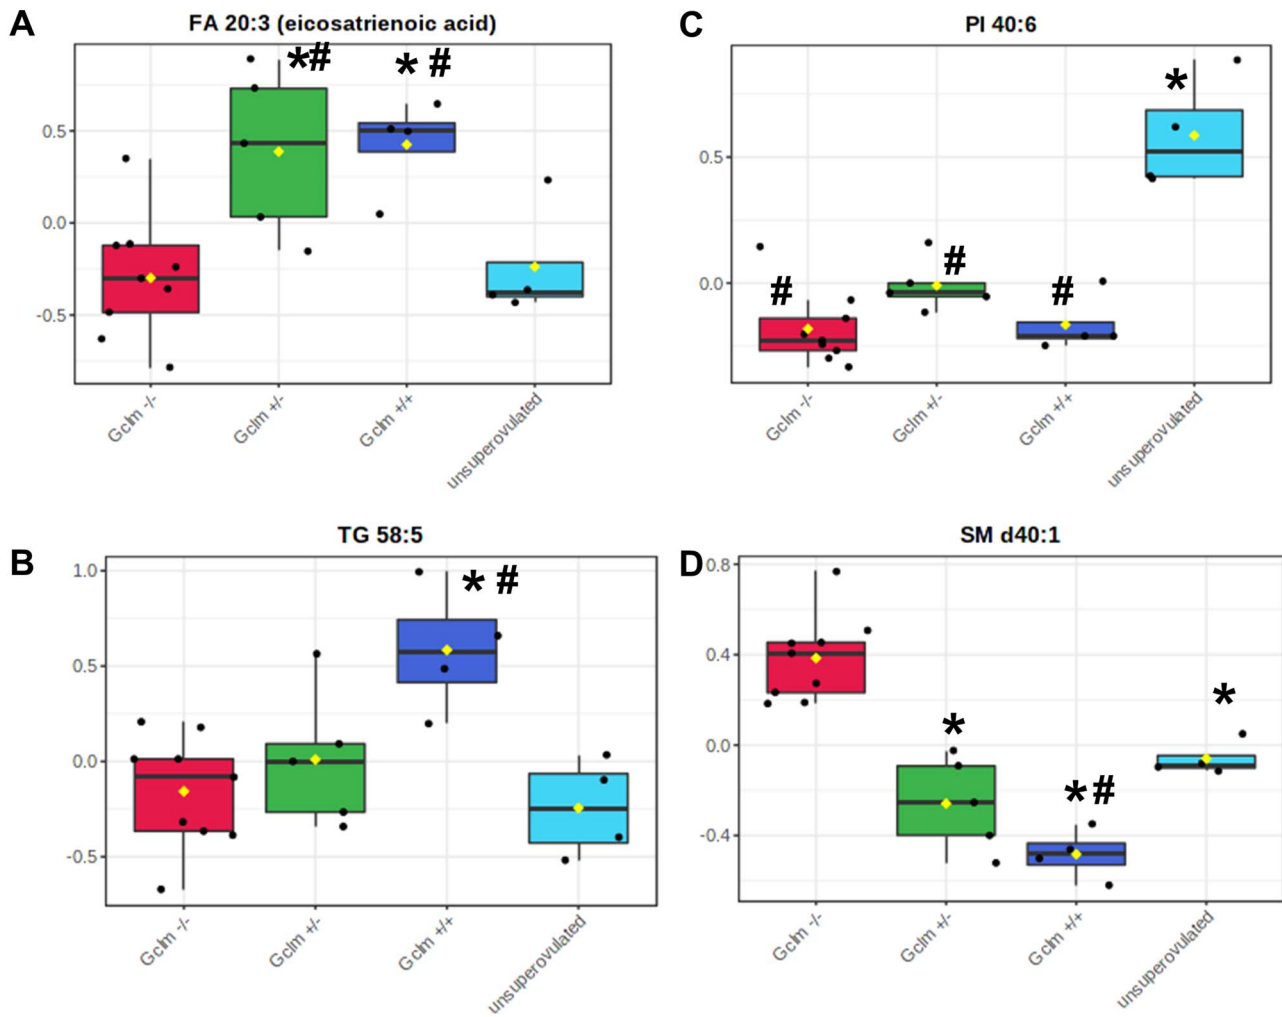 A
FA 20:3 (eicosatrienoic acid)
*# * #
0.5
0.0
-0.5
Gclm -/- Gclm +/- Gclm +/+ unsuperovulated
C
PI 40:6
*
0.5
# # #
0.0
Gclm -/- Gclm +/- Gclm +/+ unsuperovulated
B
TG 58:5
1.0
* #
0.5
0.0
-0.5
Gclm -/- Gclm +/- Gclm +/+ unsuperovulated
D
SM d40:1
0.8
0.4
* * # *
0.0
-0.4
Gclm -/- Gclm +/- Gclm +/+ unsuperovulated